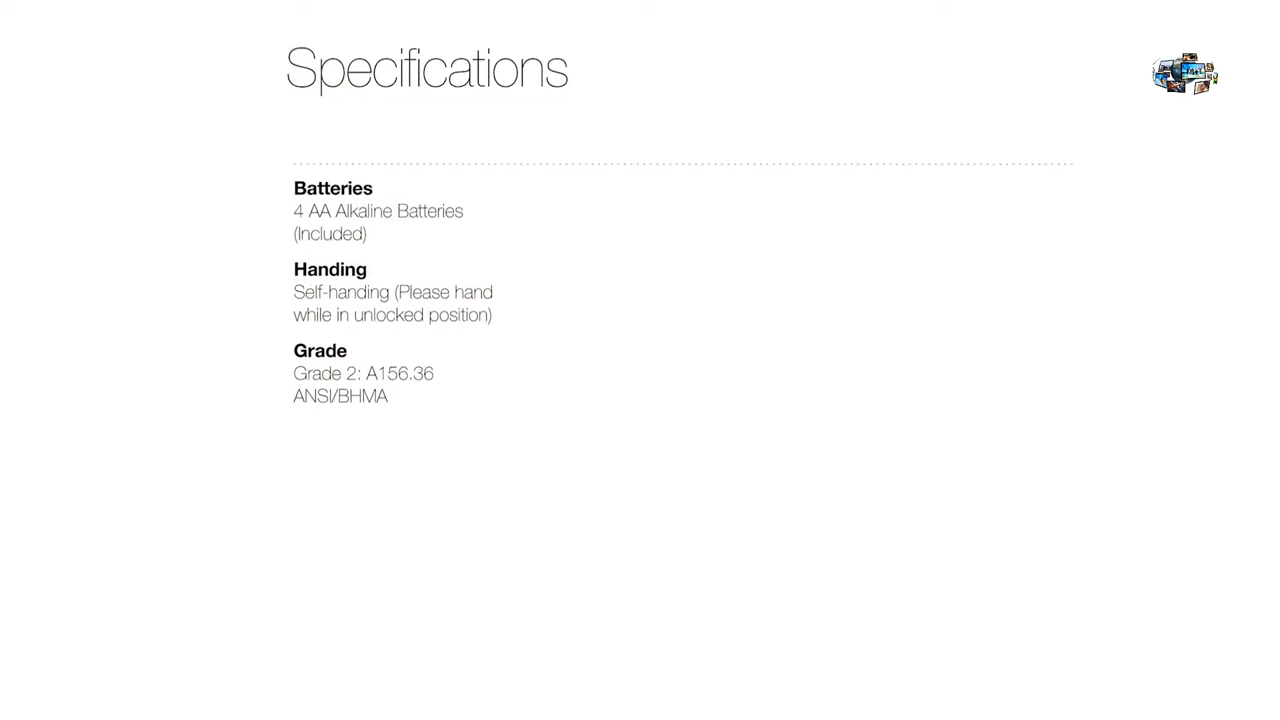 Specifications
Batteries
4 AA Alkaline Batteries
(Included)
Handing
Self-handing (Please hand
while in unlocked position)
Grade
Grade 2: A156.36
ANSI/BHMA